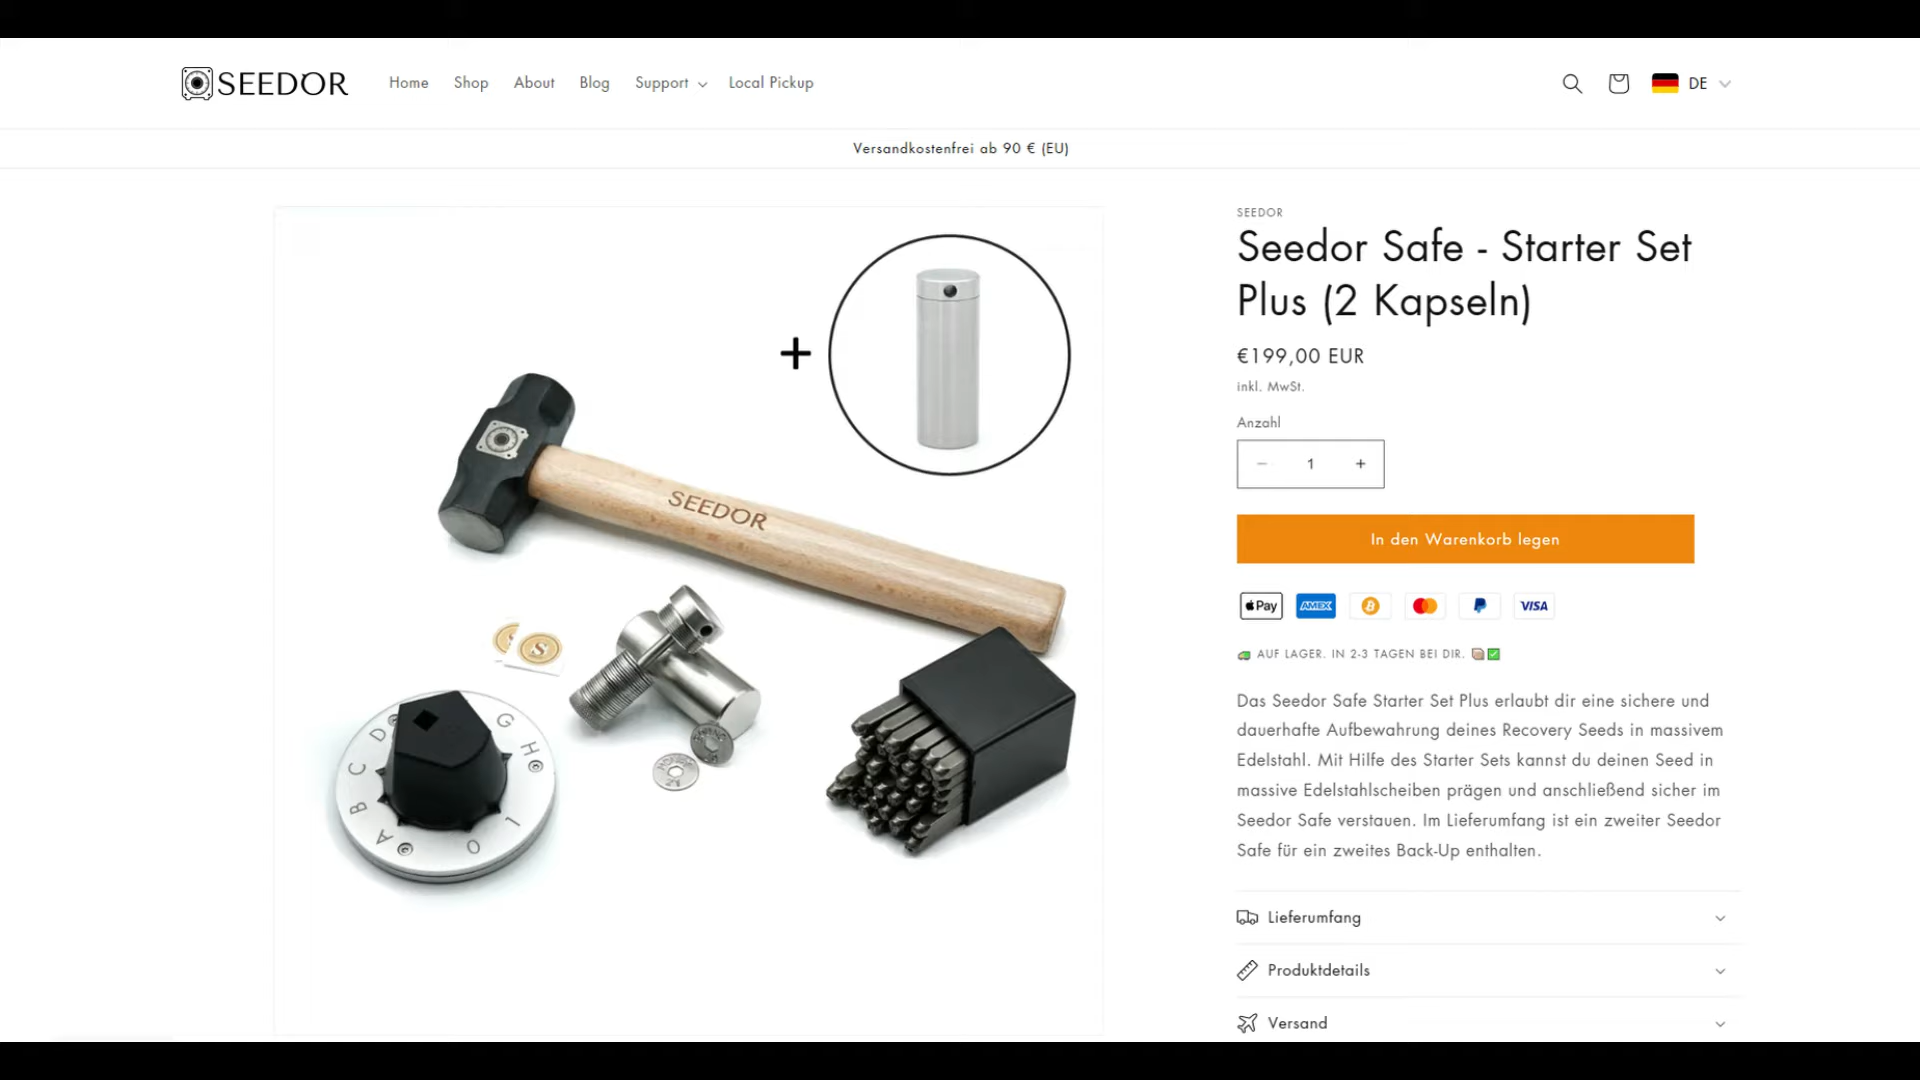 SEEDOR
Home
Shop
About
Blog
Support
Local Pickup
DE
Versandkostenfrei ab 90 € (EU)
SEEDOR
S
D
C
B
A
G
H
I
O
SEEDOR
Seedor Safe - Starter Set
Plus (2 Kapseln)
€199,00 EUR
inkl. MwSt.
Anzahl
1
In den Warenkorb legen
Pay
AMEX
VISA
AUF LAGER. IN 2-3 TAGEN BEI DIR.
Das Seedor Safe Starter Set Plus erlaubt dir eine sichere und
dauerhafte Aufbewahrung deines Recovery Seeds in massivem
Edelstahl. Mit Hilfe des Starter Sets kannst du deinen Seed in
massive Edelstahlscheiben prägen und anschließend sicher im
Seedor Safe verstauen. Im Lieferumfang ist ein zweiter Seedor
Safe für ein zweites Back-Up enthalten.
Lieferumfang
Produktdetails
Versand